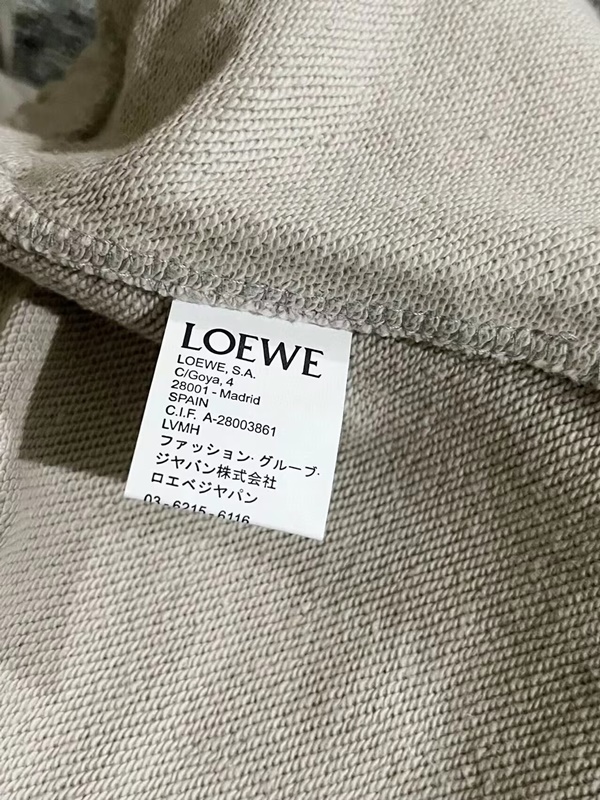 LOEWE
LOEWE, S.A.
C/Goya, 4
28001 - Madrid
SPAIN
C.I.F. A-28003861
LVMH
ファッション・グループ・
ジャパン株式会社
ロエベジャパン
03-6215-6116